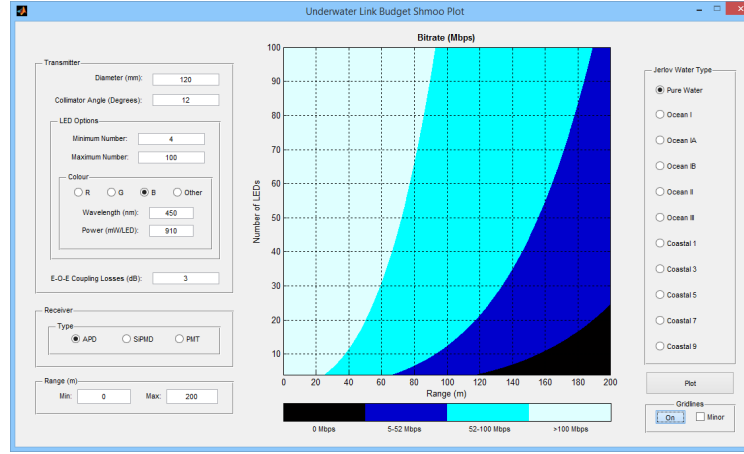 Underwater Link Budget Shmoo Plot
Transmitter
Diameter (mm): 120
Collimator Angle (Degrees): 12
LED Options
Minimum Number: 4
Maximum Number: 100
Colour
R G B Other
Wavelength (nm): 450
Power (mW/LED): 910
E-O-E Coupling Losses (dB): 3
Receiver
Type
APD SiPMD PMT
Range (m)
Min: 0 Max: 200
Bitrate (Mbps)
Number of LEDs
100
90
80
70
60
50
40
30
20
10
0 20 40 60 80 100 120 140 160 180 200
Range (m)
0 Mbps 5-52 Mbps 52-100 Mbps >100 Mbps
Jerlov Water Type
Pure Water
Ocean I
Ocean IA
Ocean IB
Ocean II
Ocean III
Coastal 1
Coastal 3
Coastal 5
Coastal 7
Coastal 9
Plot
Gridlines
On Minor